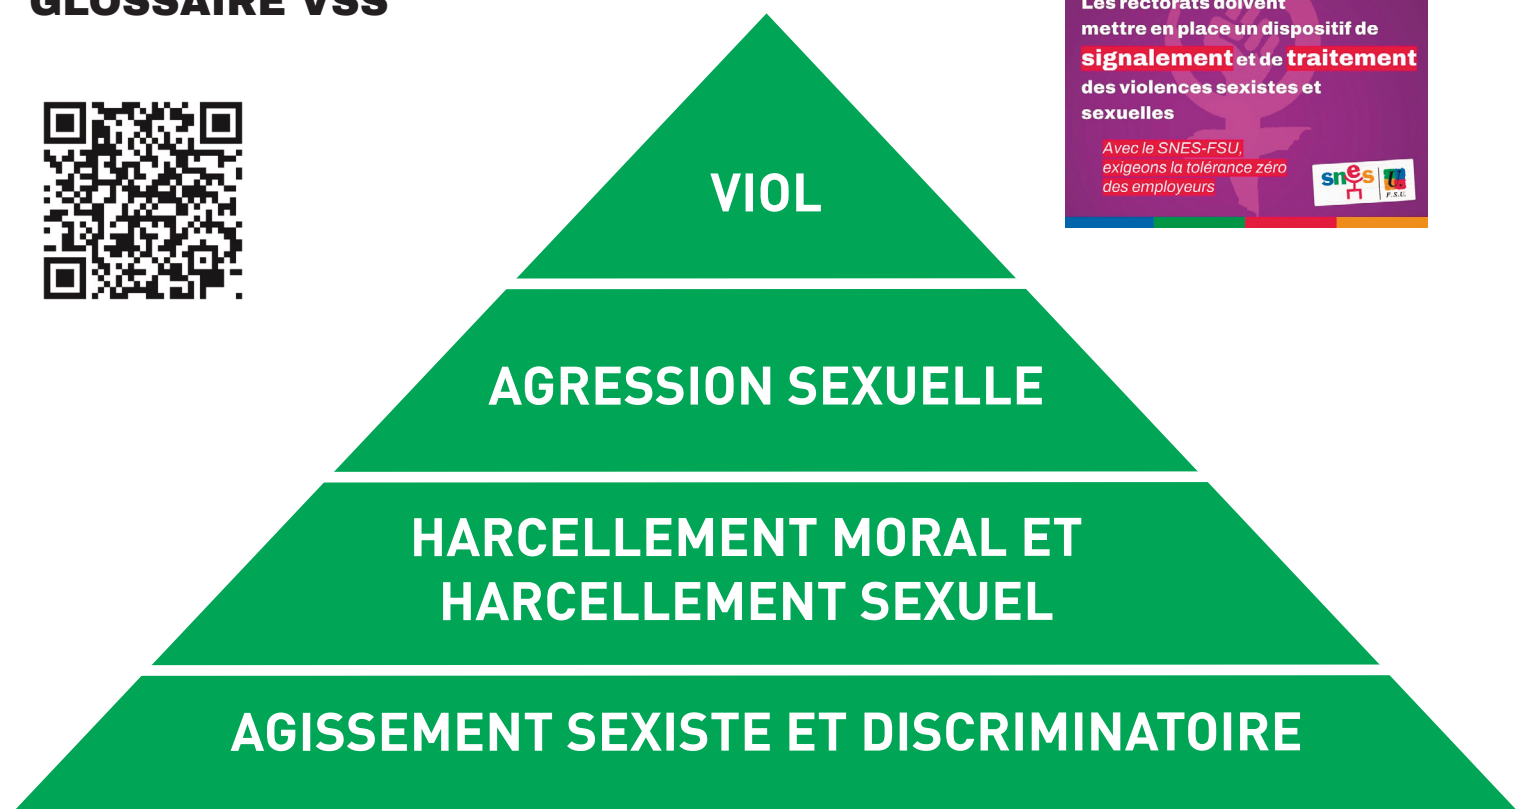 GLOSSAIRE VSS
Les rectorats doivent
mettre en place un dispositif de
signalement et de traitement
des violences sexistes et
sexuelles
Avec le SNES-FSU,
exigeons la tolérance zéro
des employeurs
snes
F.S.U.
VIOL
AGRESSION SEXUELLE
HARCELLEMENT MORAL ET
HARCELLEMENT SEXUEL
AGISSEMENT SEXISTE ET DISCRIMINATOIRE